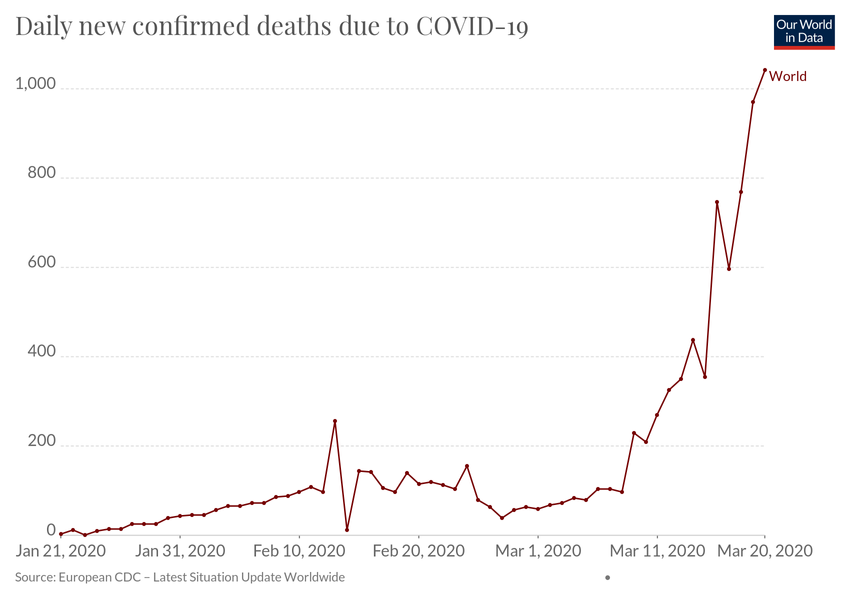 Daily new confirmed deaths due to COVID-19
Our World
in Data
1,000
World
800
600
400
200
0
Jan 21, 2020 Jan 31, 2020 Feb 10, 2020 Feb 20, 2020 Mar 1, 2020 Mar 11, 2020 Mar 20, 2020
Source: European CDC – Latest Situation Update Worldwide